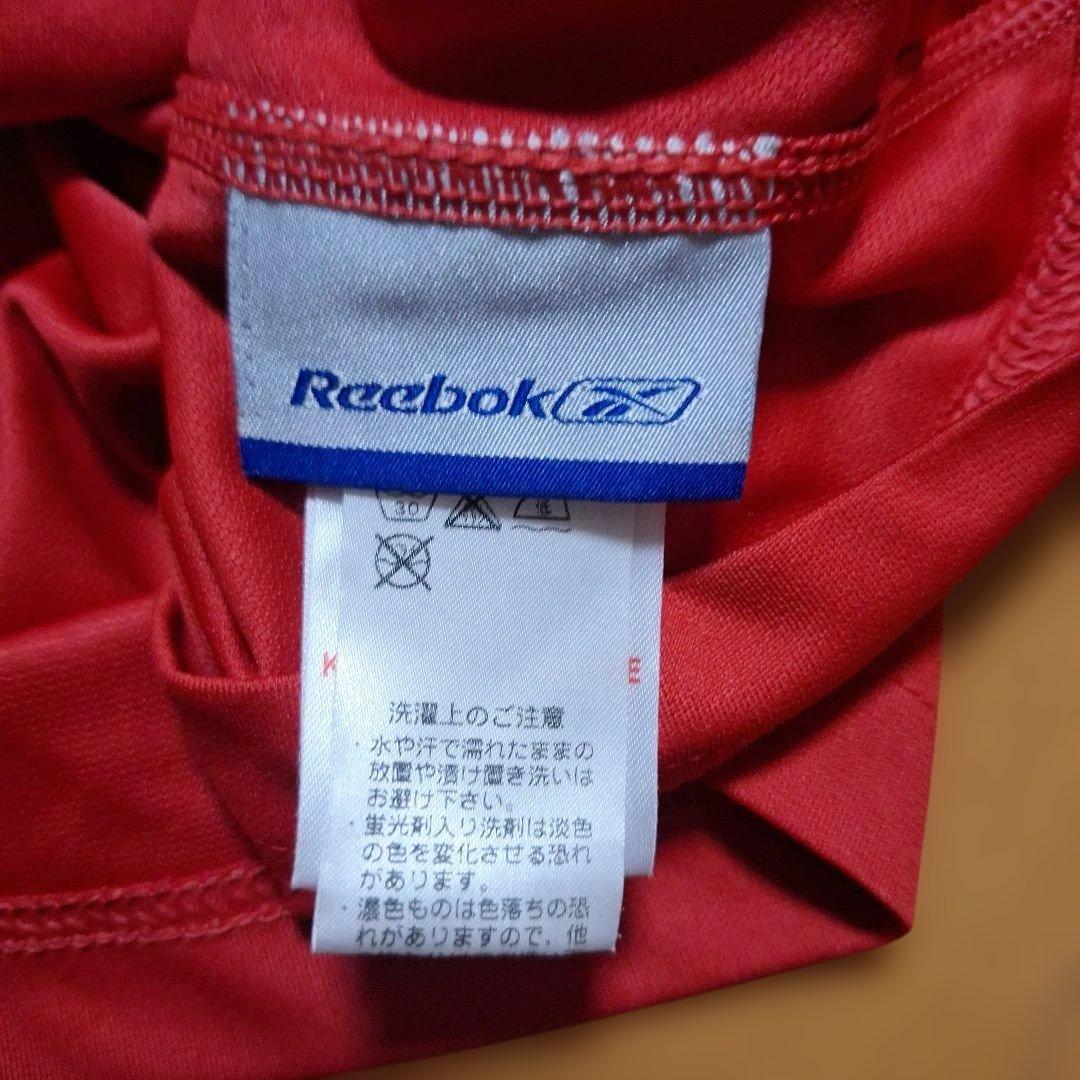 Reebok
30
低
K
E
洗濯上のご注意
・水や汗で濡れたままの
放置や漬け置き洗いは
お避け下さい。
・蛍光剤入り洗剤は淡色
の色を変化させる恐れ
があります。
・濃色ものは色落ちの恐
れがありますので、他